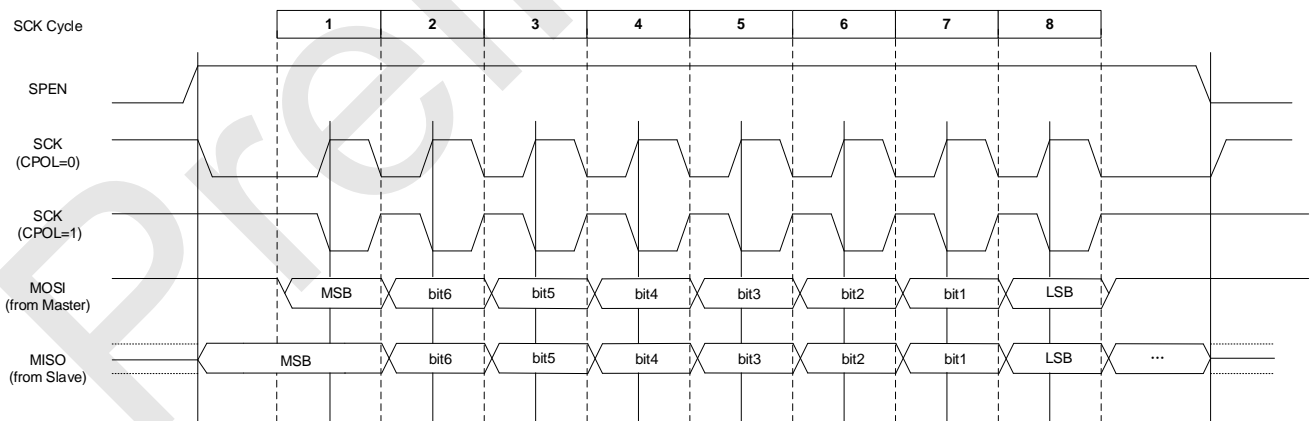 SCK Cycle 1 2 3 4 5 6 7 8
SPEN
SCK
(CPOL=0)
SCK
(CPOL=1)
MOSI
(from Master)
MSB bit6 bit5 bit4 bit3 bit2 bit1 LSB
MISO
(from Slave)
MSB bit6 bit5 bit4 bit3 bit2 bit1 LSB ...